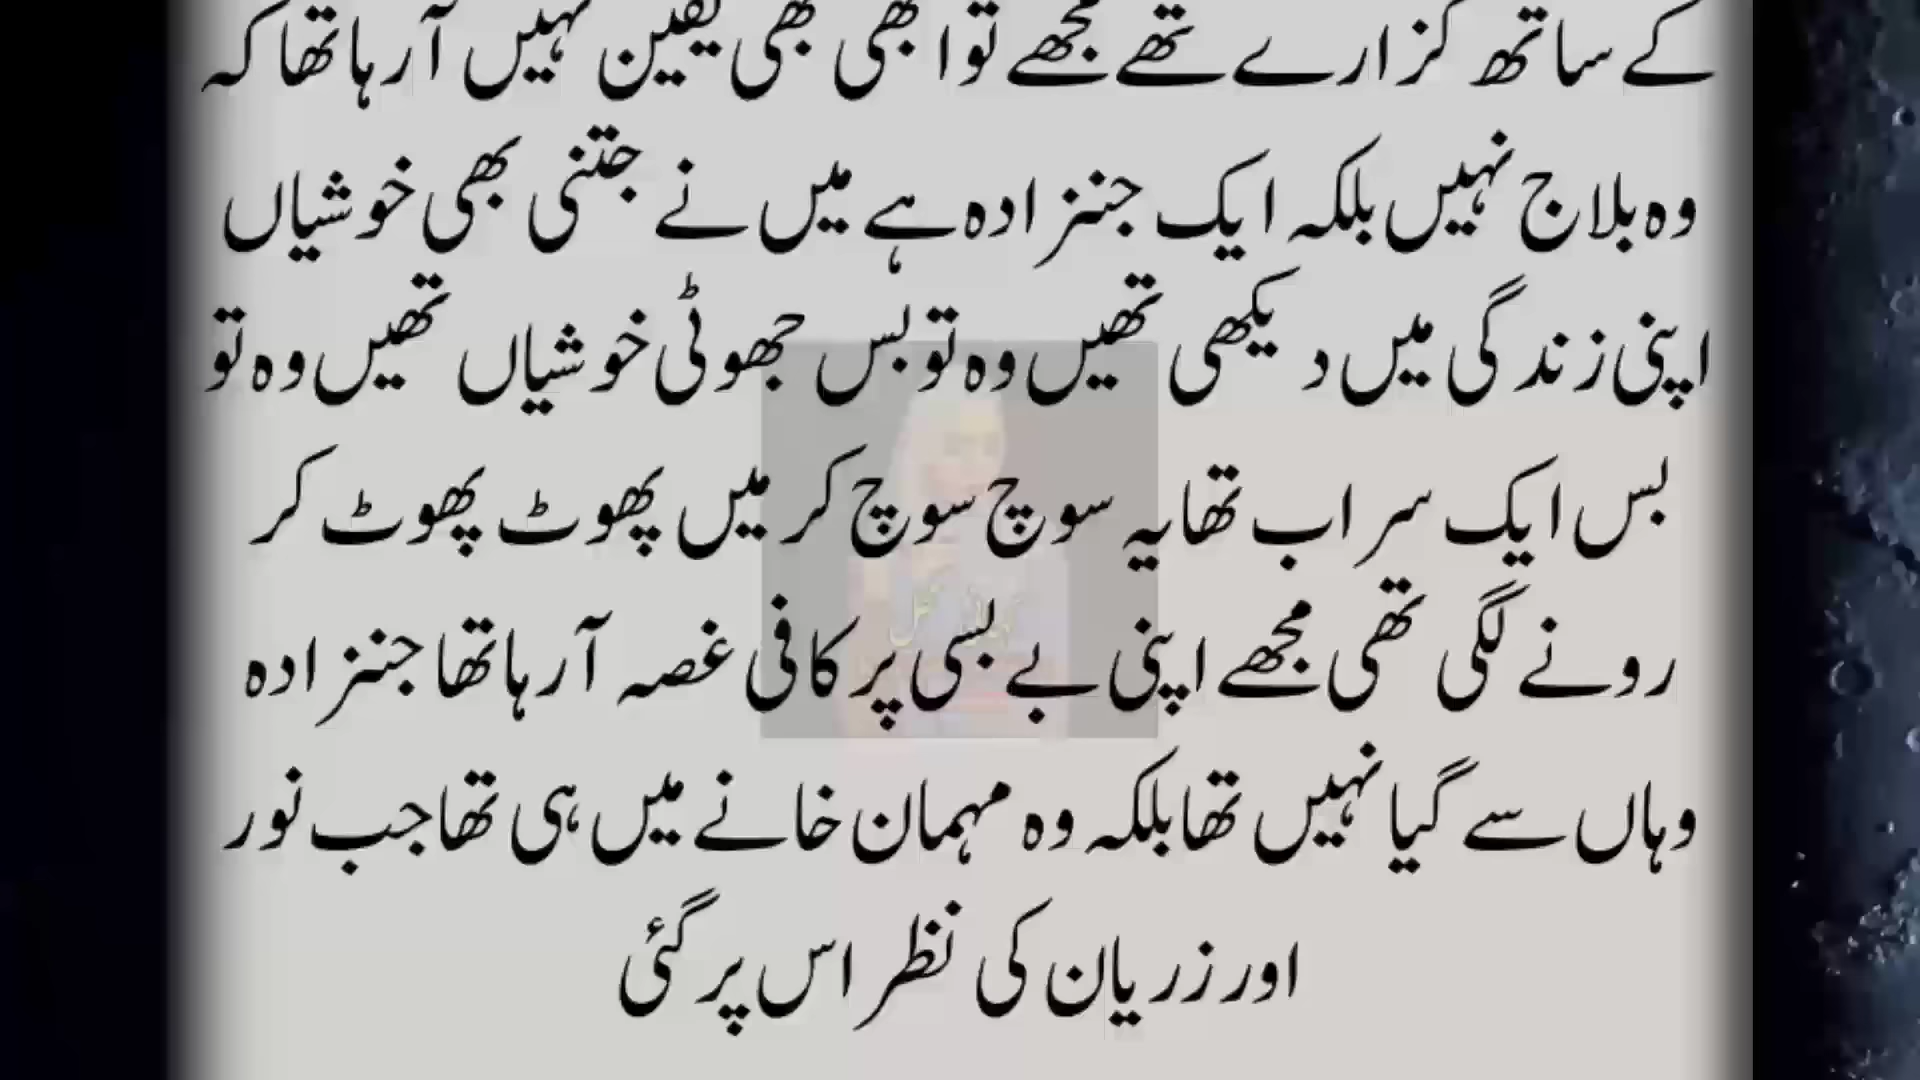 کے ساتھ گزارے تھے مجھے تو ابھی بھی یقین نہیں آرہا تھا کہ
وہ بلاج نہیں بلکہ ایک جنزادہ ہے میں نے جتنی بھی خوشیاں
اپنی زندگی میں دیکھی تھیں وہ تو بس جھوٹی خوشیاں تھیں وہ تو
بس ایک سراب تھا یہ سوچ سوچ کر میں پھوٹ پھوٹ کر
رونے لگی تھی مجھے اپنی بے بسی پر کافی غصہ آرہا تھا جنزادہ
وہاں سے گیا نہیں تھا بلکہ وہ مہمان خانے میں ہی تھا جب نور
اور زریان کی نظر اس پر گئی